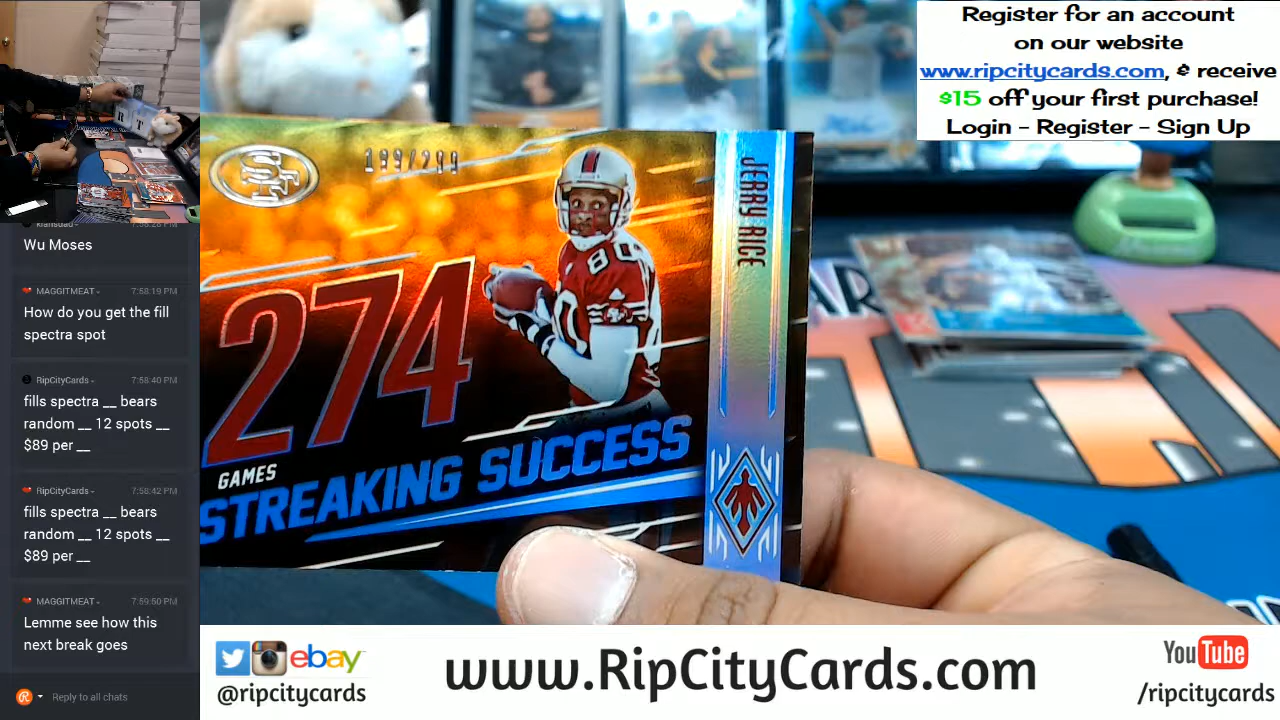 Register for an account
on our website
www.ripcitycards.com, & receive
$15 off your first purchase!
Login - Register - Sign Up
Wu Moses
MAGGITMEAT
7:58:19 PM
How do you get the fill
spectra spot
RipCityCards
7:58:40 PM
fills spectra __ bears
random __ 12 spots __
$89 per __
RipCityCards
7:58:42 PM
fills spectra __ bears
random __ 12 spots __
$89 per __
MAGGITMEAT
7:59:50 PM
Lemme see how this
next break goes
Reply to all chats
SF
199/200
JERRY RICE
80
274
GAMES
STREAKING SUCCESS
ebay
@ripcitycards
www.RipCityCards.com
YouTube
/ripcitycards